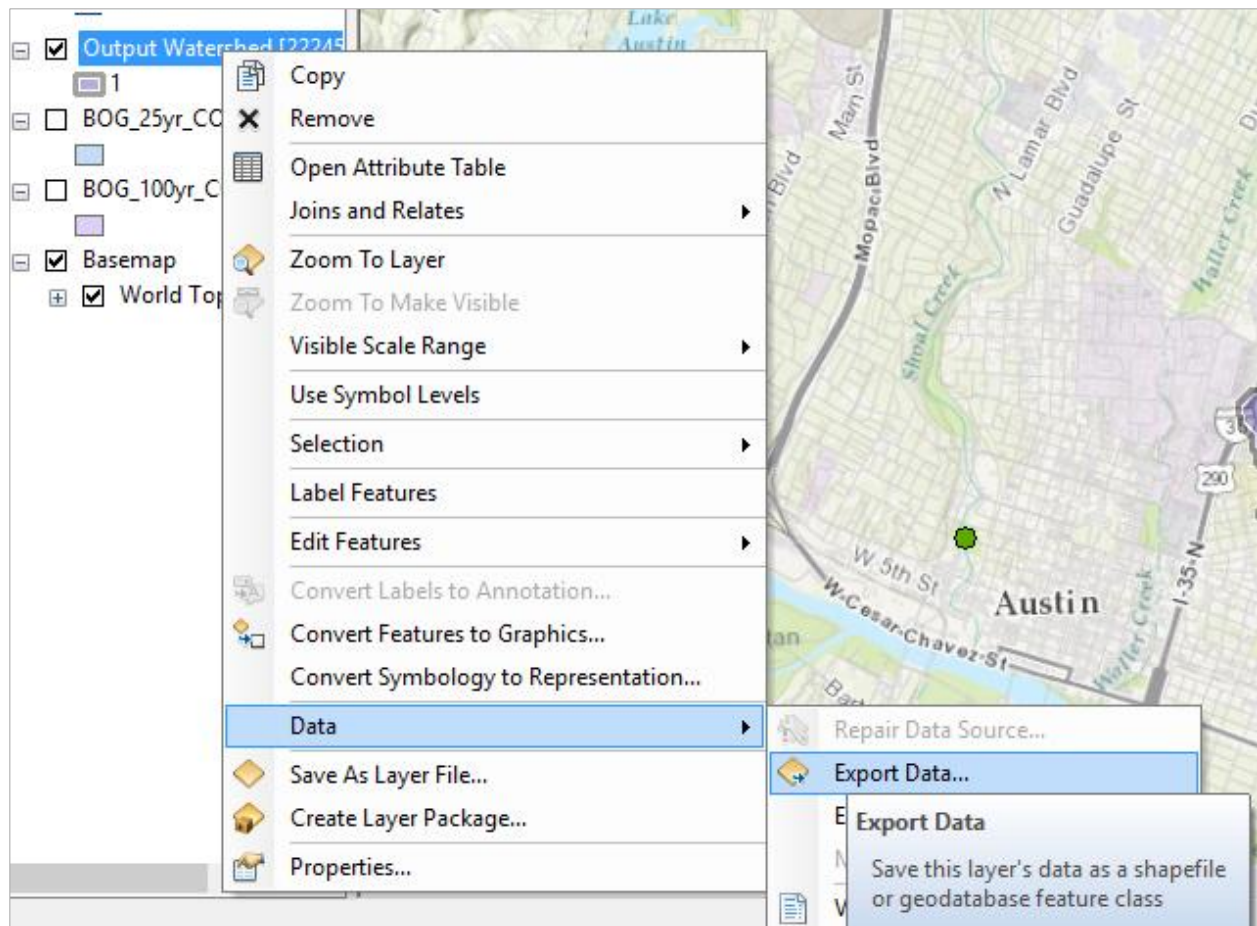 Output Watershed [22245
1
BOG_25yr_CO
BOG_100yr_C
Basemap
World Top
Copy
Remove
Open Attribute Table
Joins and Relates
Zoom To Layer
Zoom To Make Visible
Visible Scale Range
Use Symbol Levels
Selection
Label Features
Edit Features
Convert Labels to Annotation...
Convert Features to Graphics...
Convert Symbology to Representation...
Data
Save As Layer File...
Create Layer Package...
Properties...
Repair Data Source...
Export Data...
Export Data
Save this layer's data as a shapefile
or geodatabase feature class
Lake
Austin
Main St
Blvd
Mopac Blvd
N Lamar Blvd
Guadalupe St
Waller Creek
Shoal Creek
290
W 5th St
Austin
I-35-N
W-Cesar-Chavez-St
Waller Creek